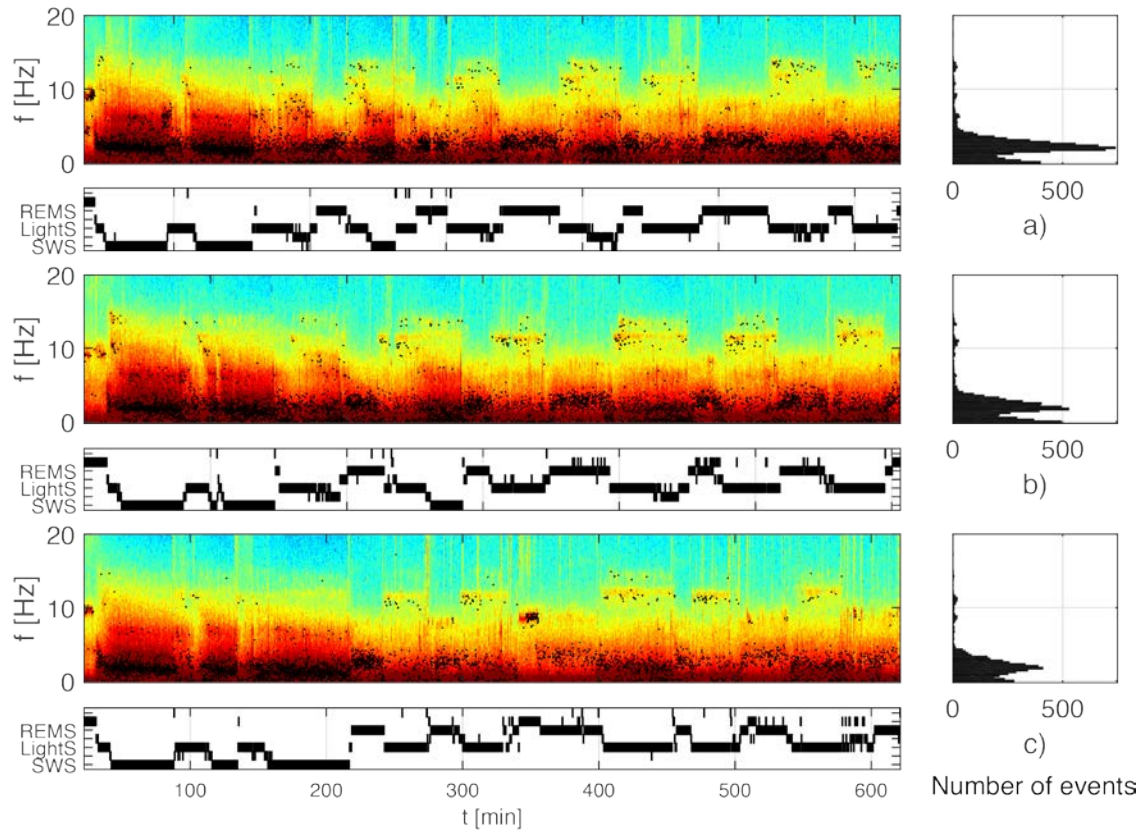 20
f [Hz]
10
0
REMS
LightS
SWS
0
500
a)
20
f [Hz]
10
0
REMS
LightS
SWS
0
500
b)
20
f [Hz]
10
0
REMS
LightS
SWS
0
500
c)
100
200
300
400
500
600
t [min]
Number of events